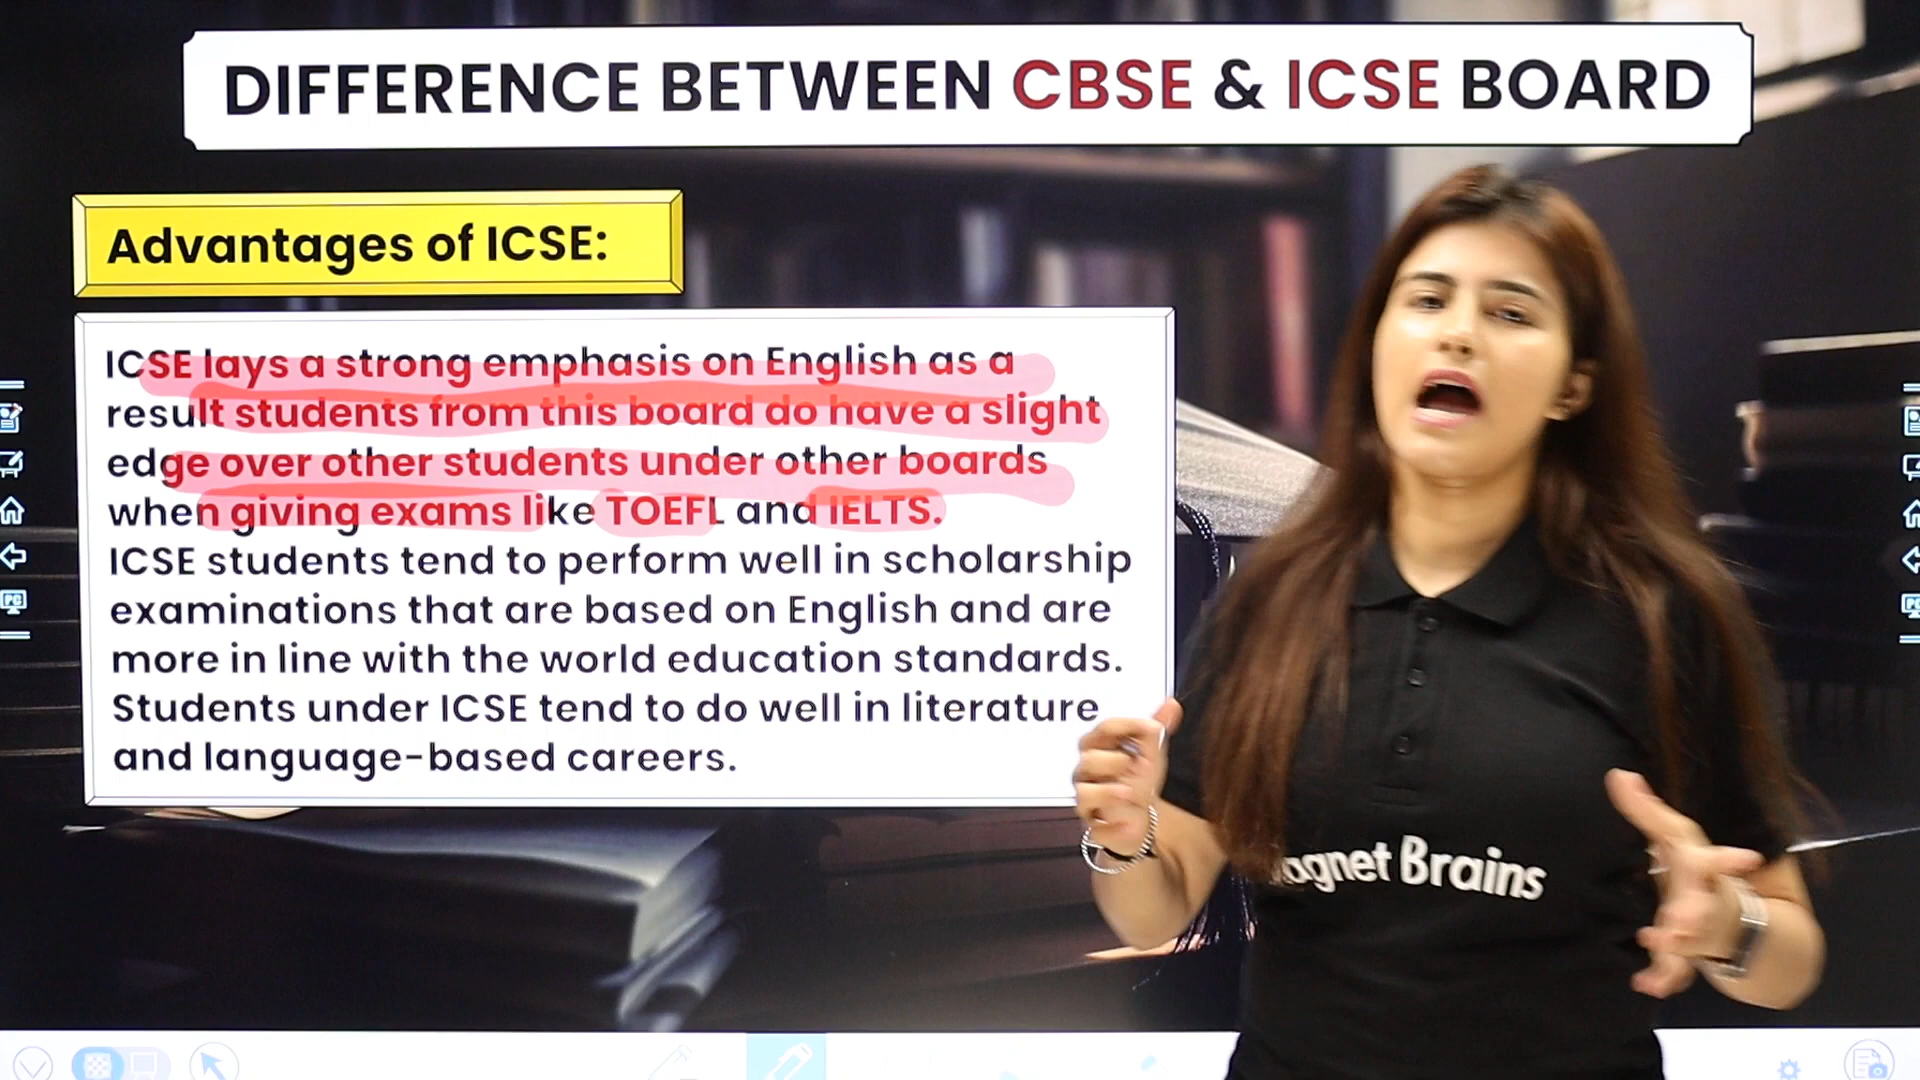 DIFFERENCE BETWEEN CBSE & ICSE BOARD
Advantages of ICSE:
ICSE lays a strong emphasis on English as a
result students from this board do have a slight
edge over other students under other boards
when giving exams like TOEFL and IELTS.
ICSE students tend to perform well in scholarship
examinations that are based on English and are
more in line with the world education standards.
Students under ICSE tend to do well in literature
and language-based careers.
agnet Brains
PC